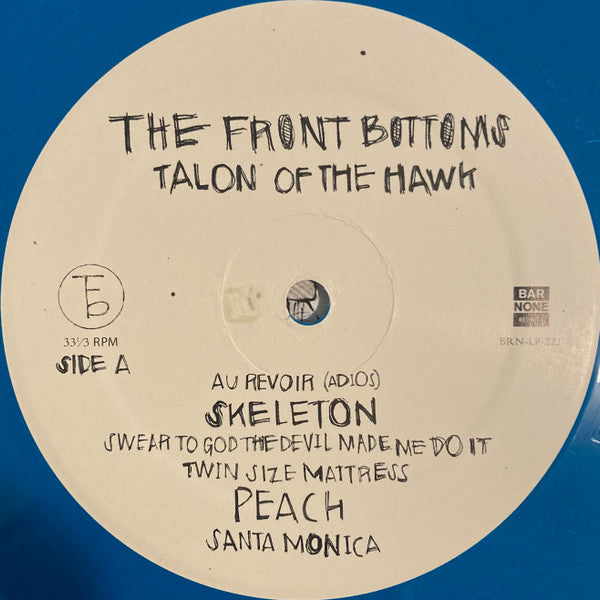 THE FRONT BOTTOMS
TALON OF THE HAWK
33⅓ RPM
SIDE A
BAR
NONE
AU REVOIR (ADIOS)
SKELETON
SWEAR TO GOD THE DEVIL MADE ME DO IT
TWIN SIZE MATTRESS
PEACH
SANTA MONICA